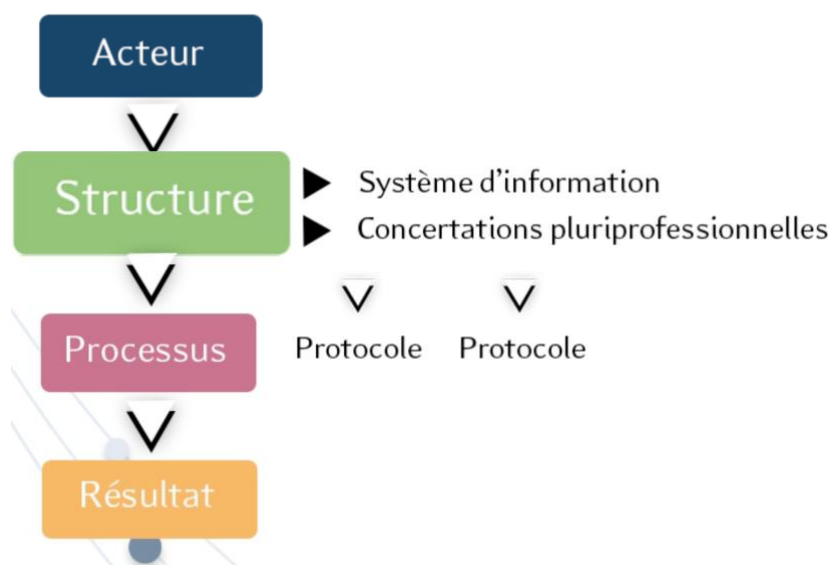 Acteur
Structure
Système d'information
Concertations pluriprofessionnelles
Processus
Protocole
Protocole
Résultat